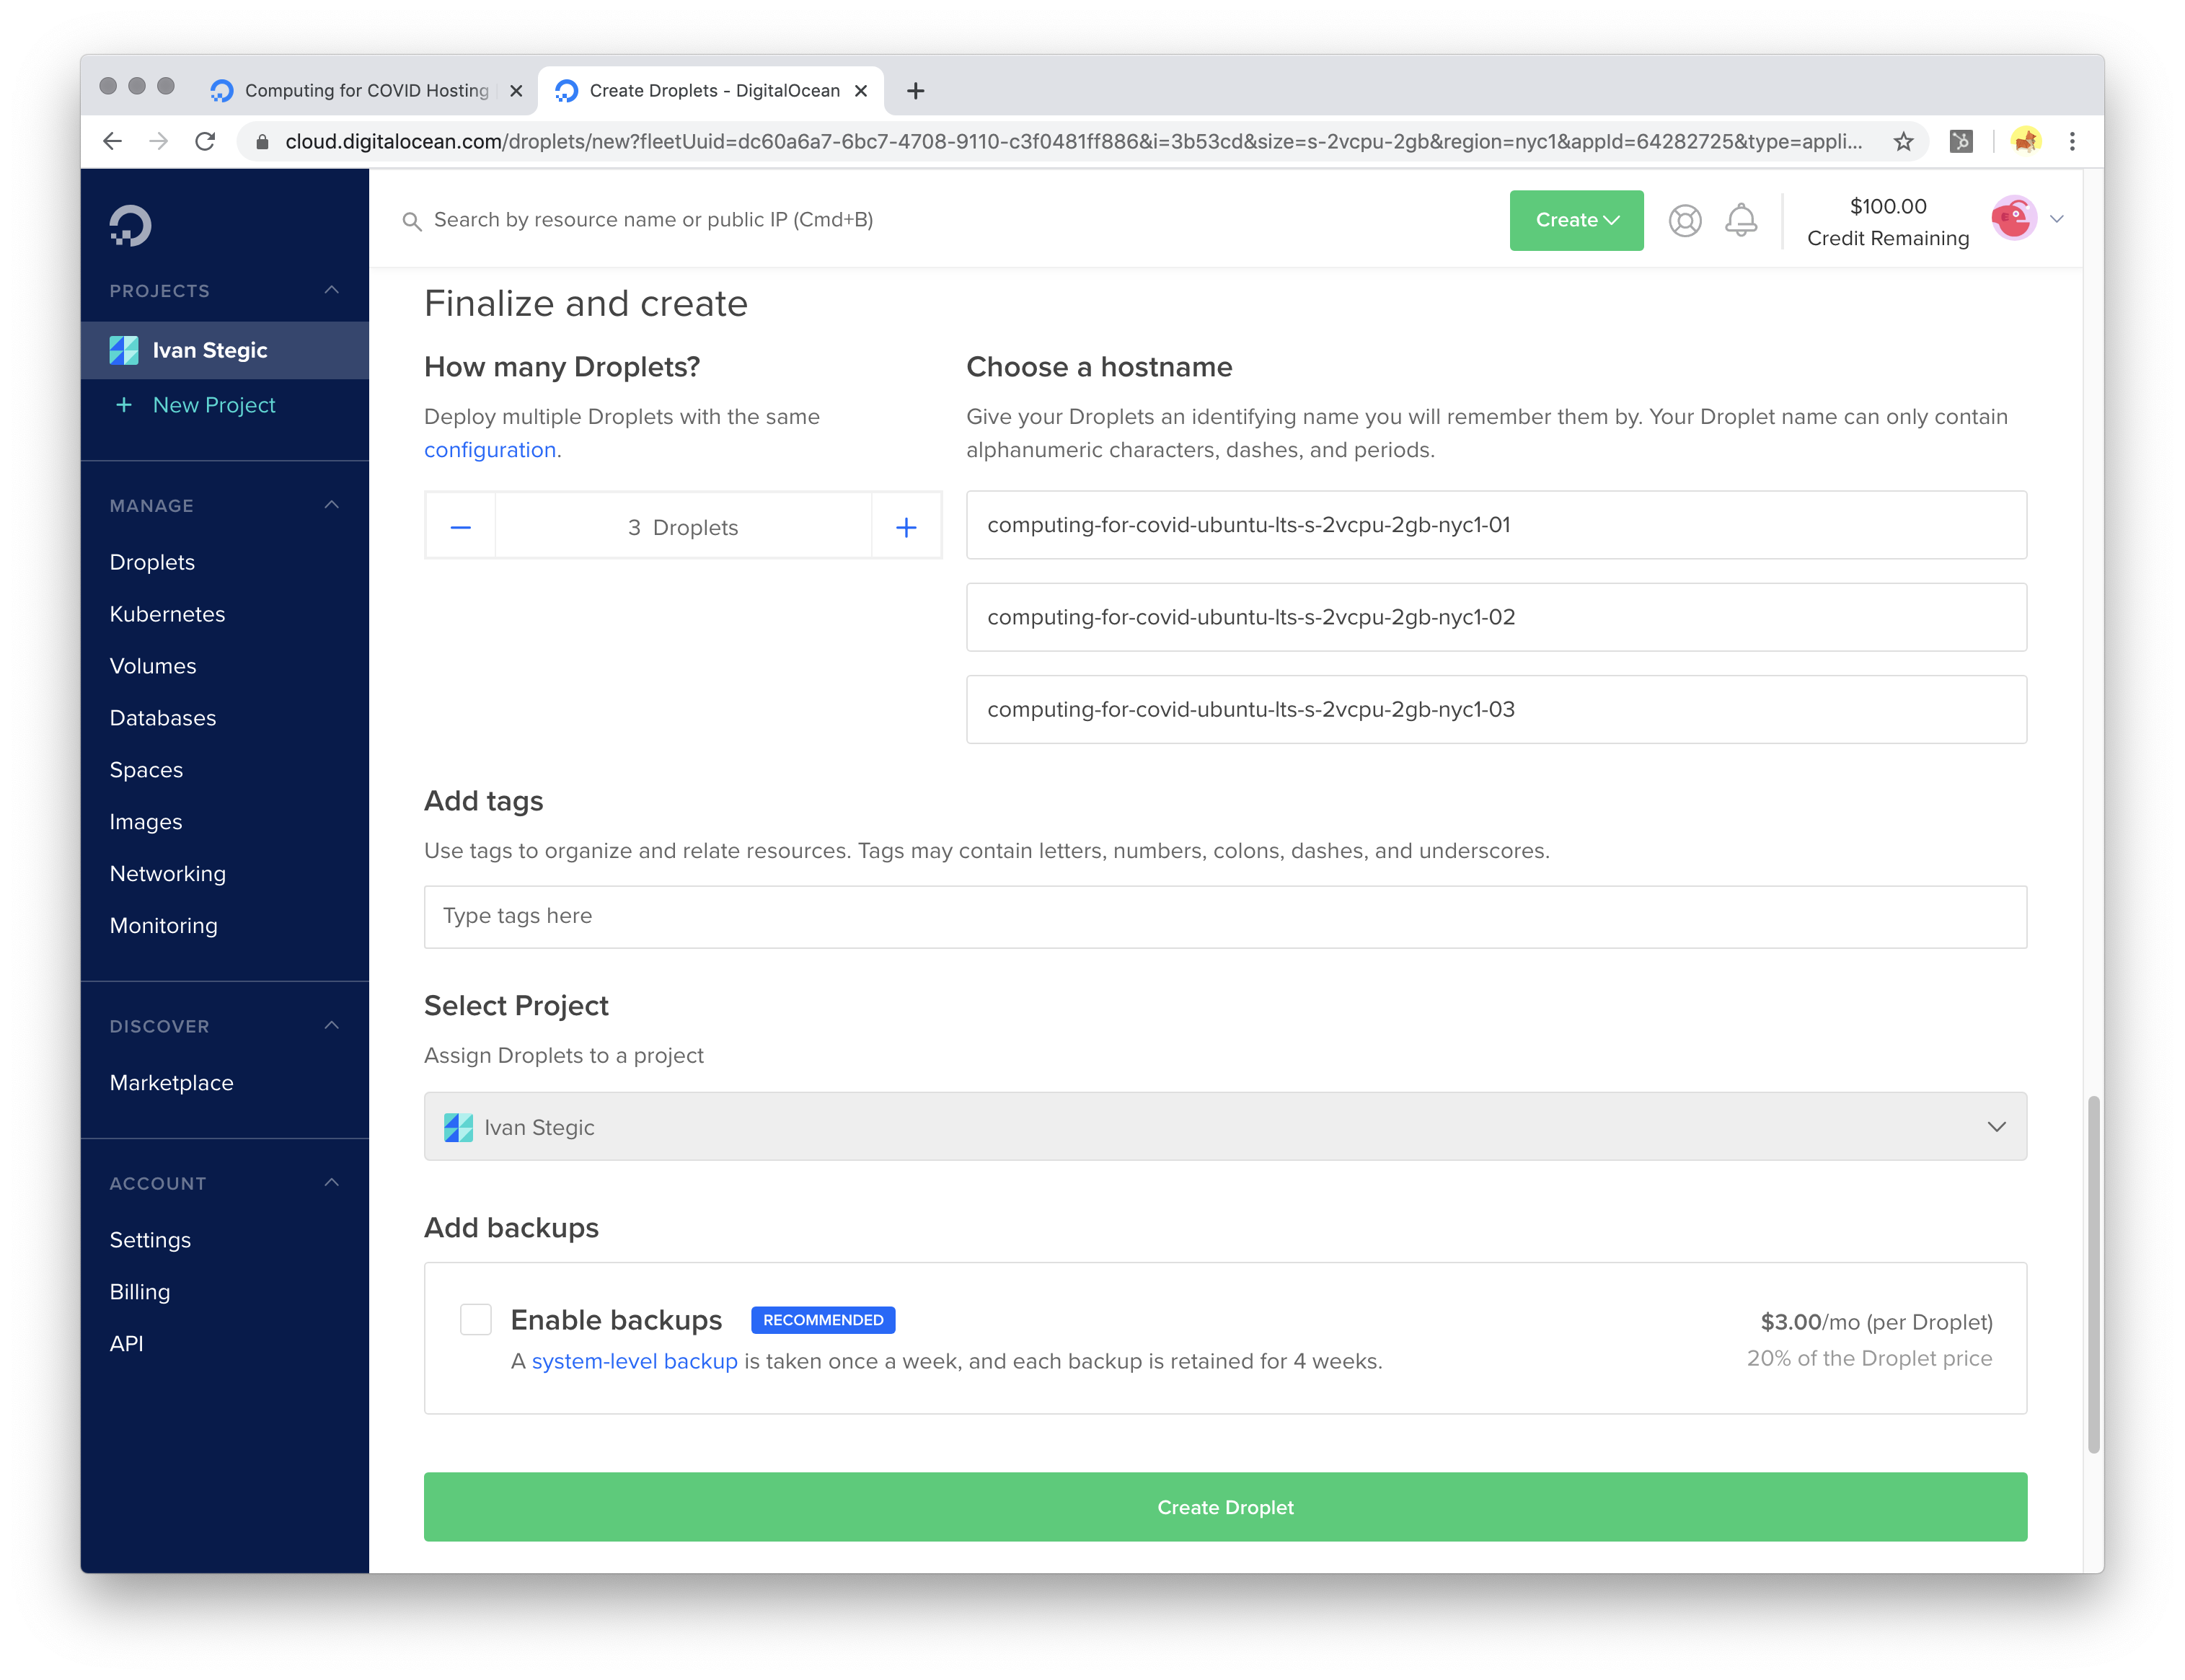 Computing for COVID Hosting
Create Droplets - DigitalOcean
cloud.digitalocean.com/droplets/new?fleetUuid=dc60a6a7-6bc7-4708-9110-c3f0481ff886&i=3b53cd&size=s-2vcpu-2gb&region=nyc1&appId=64282725&type=appli...
Search by resource name or public IP (Cmd+B)
Create
$100.00
Credit Remaining
PROJECTS
Ivan Stegic
+ New Project
MANAGE
Droplets
Kubernetes
Volumes
Databases
Spaces
Images
Networking
Monitoring
DISCOVER
Marketplace
ACCOUNT
Settings
Billing
API
Finalize and create
How many Droplets?
Deploy multiple Droplets with the same
configuration.
3 Droplets
Choose a hostname
Give your Droplets an identifying name you will remember them by. Your Droplet name can only contain
alphanumeric characters, dashes, and periods.
computing-for-covid-ubuntu-lts-s-2vcpu-2gb-nyc1-01
computing-for-covid-ubuntu-lts-s-2vcpu-2gb-nyc1-02
computing-for-covid-ubuntu-lts-s-2vcpu-2gb-nyc1-03
Add tags
Use tags to organize and relate resources. Tags may contain letters, numbers, colons, dashes, and underscores.
Type tags here
Select Project
Assign Droplets to a project
Ivan Stegic
Add backups
Enable backups RECOMMENDED
A system-level backup is taken once a week, and each backup is retained for 4 weeks.
$3.00/mo (per Droplet)
20% of the Droplet price
Create Droplet